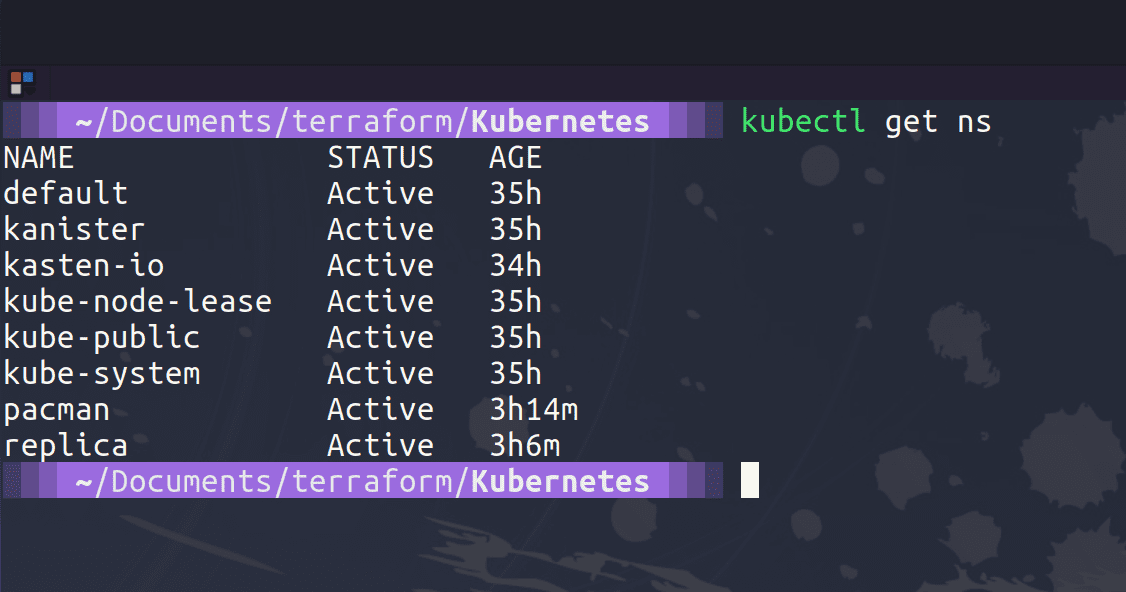 ~/Documents/terraform/Kubernetes kubectl get ns
NAME STATUS AGE
default Active 35h
kanister Active 35h
kasten-io Active 34h
kube-node-lease Active 35h
kube-public Active 35h
kube-system Active 35h
pacman Active 3h14m
replica Active 3h6m
~/Documents/terraform/Kubernetes